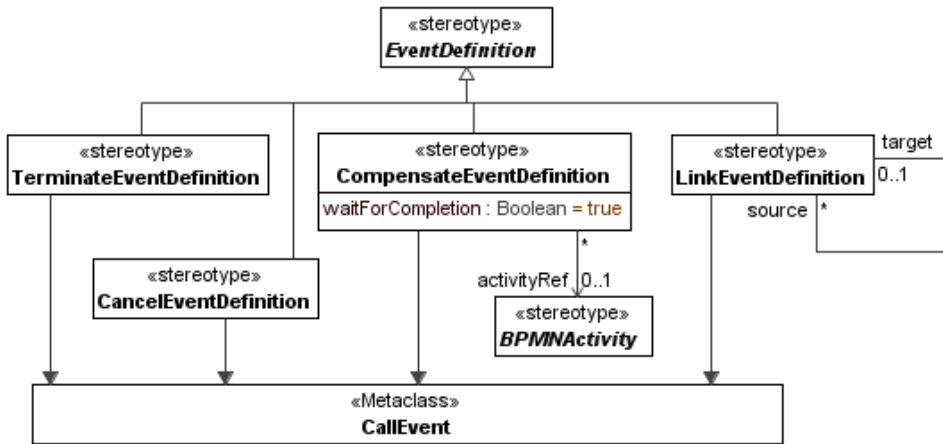 «stereotype»
EventDefinition
«stereotype»
TerminateEventDefinition
«stereotype»
CompensateEventDefinition
waitForCompletion : Boolean = true
«stereotype»
LinkEventDefinition
target
0..1
source *
«stereotype»
CancelEventDefinition
*
activityRef 0..1
«stereotype»
BPMNActivity
«Metaclass»
CallEvent